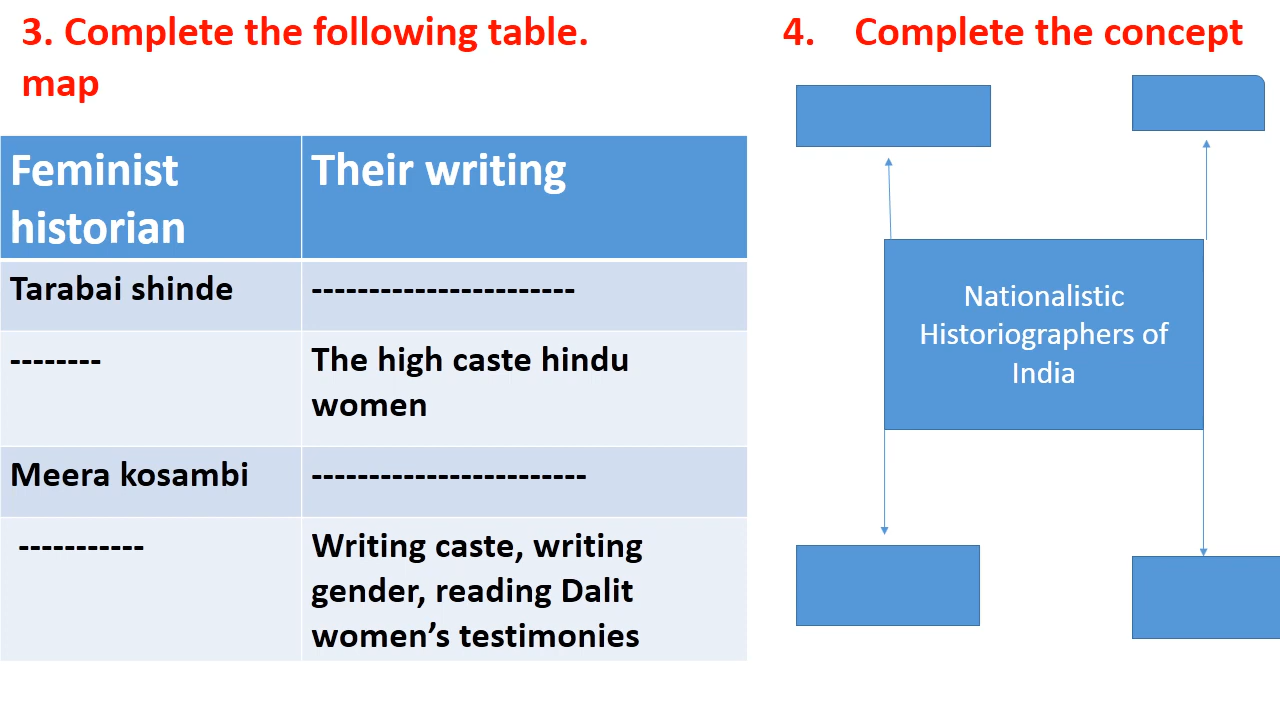 3. Complete the following table.
4. Complete the concept
map
Feminist
historian
Their writing
Tarabai shinde
-----------------------
--------
The high caste hindu
women
Meera kosambi
------------------------
-----------
Writing caste, writing
gender, reading Dalit
women’s testimonies
Nationalistic
Historiographers of
India